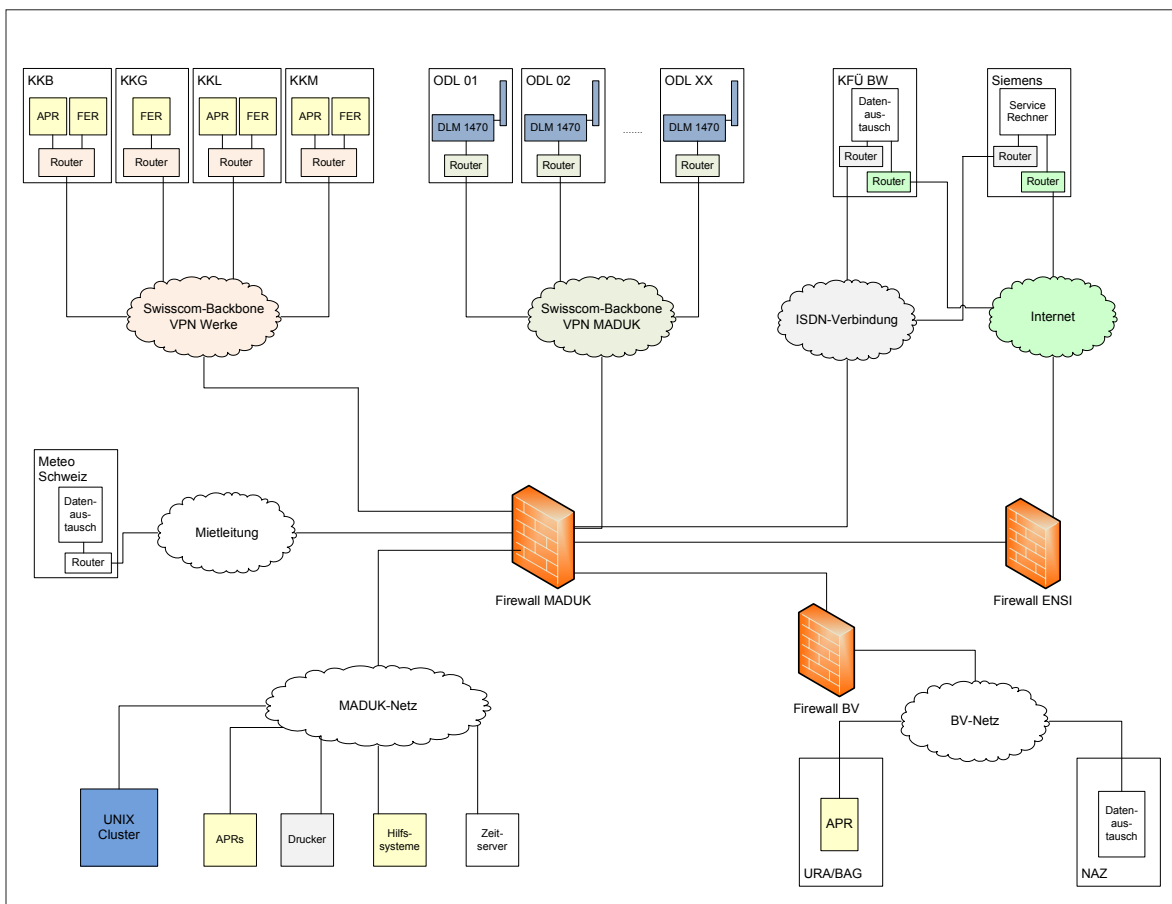 KKB
APR
FER
Router
KKG
FER
Router
KKL
APR
FER
Router
KKM
APR
FER
Router
ODL 01
DLM 1470
Router
ODL 02
DLM 1470
Router
........
ODL XX
DLM 1470
Router
KFÜ BW
Daten-
aus-
tausch
Router
Router
Siemens
Service
Rechner
Router
Router
Swisscom-Backbone
VPN Werke
Swisscom-Backbone
VPN MADUK
ISDN-Verbindung
Internet
Meteo
Schweiz
Daten-
aus-
tausch
Router
Mietleitung
Firewall MADUK
Firewall ENSI
Firewall BV
MADUK-Netz
BV-Netz
UNIX
Cluster
APRs
Drucker
Hilfs-
systeme
Zeit-
server
APR
URA/BAG
Daten-
aus-
tausch
NAZ